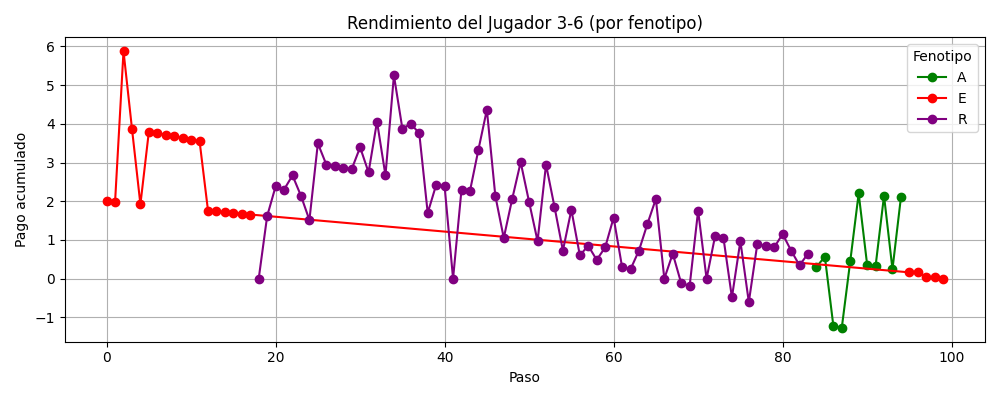 Rendimiento del Jugador 3-6 (por fenotipo)
Pago acumulado
6
5
4
3
2
1
0
−1
0 20 40 60 80 100
Paso
Fenotipo
A
E
R